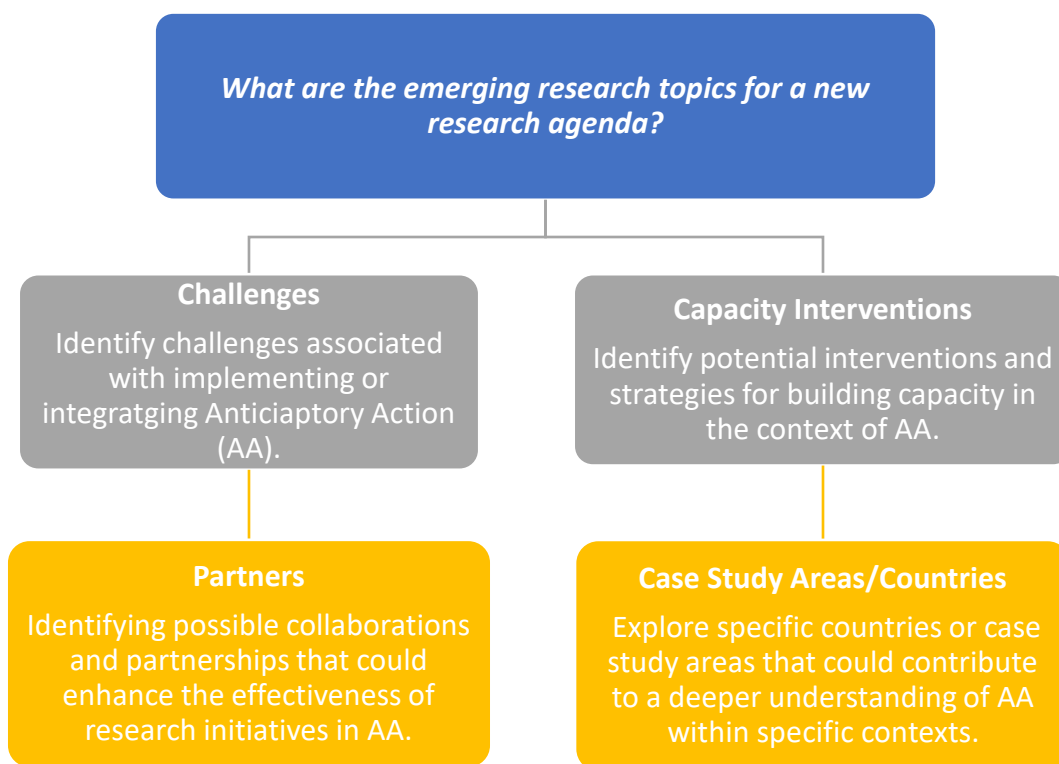 What are the emerging research topics for a new
research agenda?
Challenges
Identify challenges associated
with implementing or
integratging Anticiaptory Action
(AA).
Capacity Interventions
Identify potential interventions and
strategies for building capacity in
the context of AA.
Partners
Identifying possible collaborations
and partnerships that could
enhance the effectiveness of
research initiatives in AA.
Case Study Areas/Countries
Explore specific countries or case
study areas that could contribute
to a deeper understanding of AA
within specific contexts.